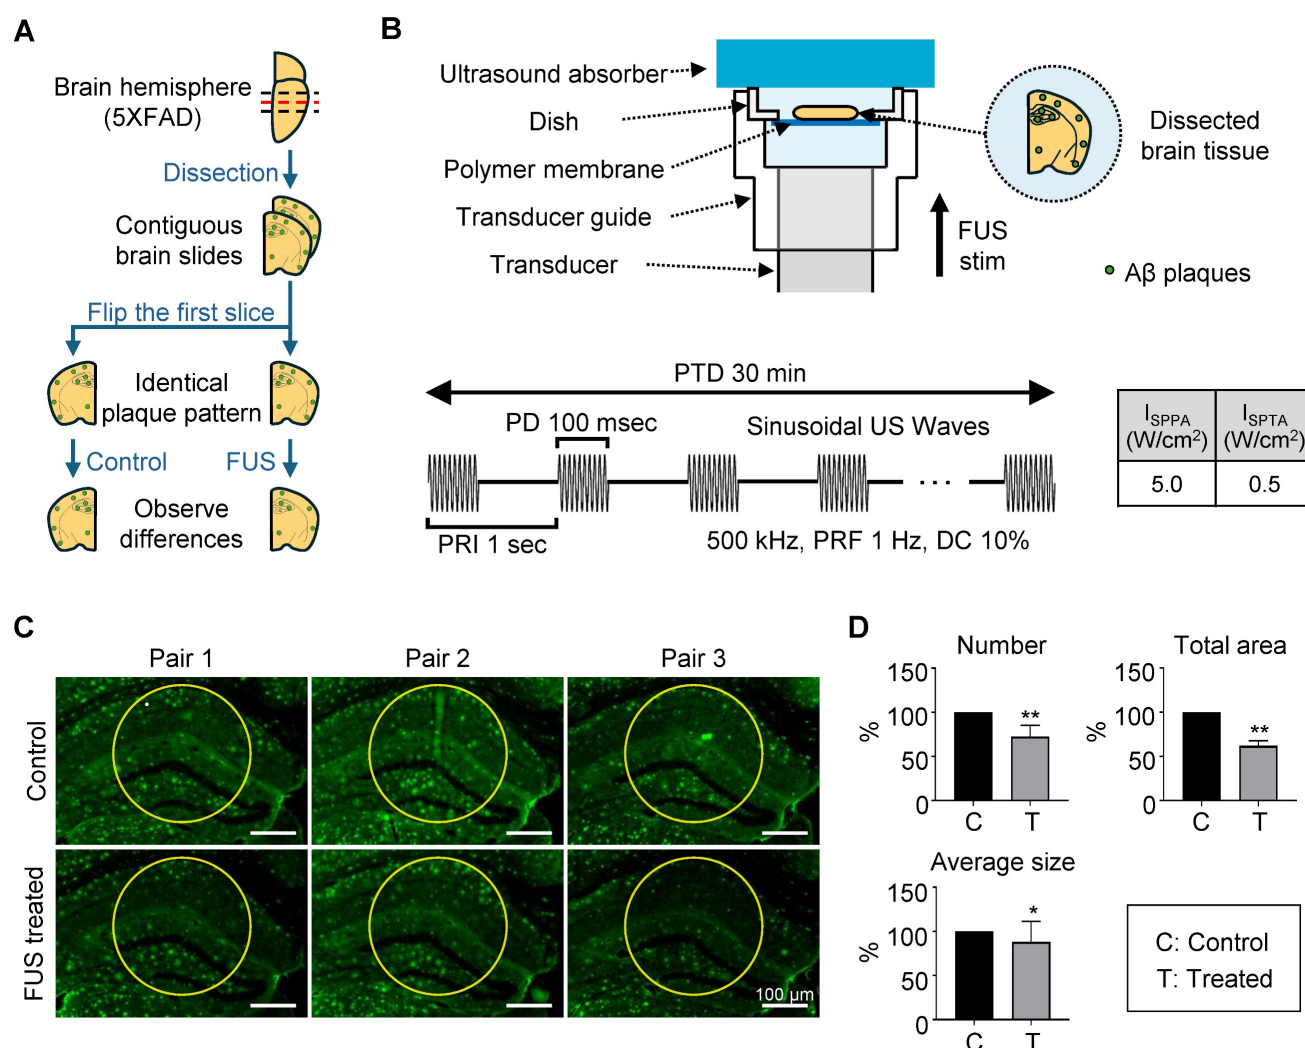 A
Brain hemisphere
(5XFAD)
Dissection
Contiguous
brain slides
Flip the first slice
Identical
plaque pattern
Control
FUS
Observe
differences
B
Ultrasound absorber
Dish
Polymer membrane
Transducer guide
Transducer
FUS
stim
Dissected
brain tissue
Aβ plaques
PTD 30 min
PD 100 msec
Sinusoidal US Waves
...
PRI 1 sec
500 kHz, PRF 1 Hz, DC 10%
I_SPPA (W/cm²)
I_SPTA (W/cm²)
5.0
0.5
C
Pair 1
Pair 2
Pair 3
Control
FUS treated
100 μm
D
Number
150
100
50
0
%
**
C
T
Total area
150
100
50
0
%
**
C
T
Average size
150
100
50
0
%
*
C
T
C: Control
T: Treated